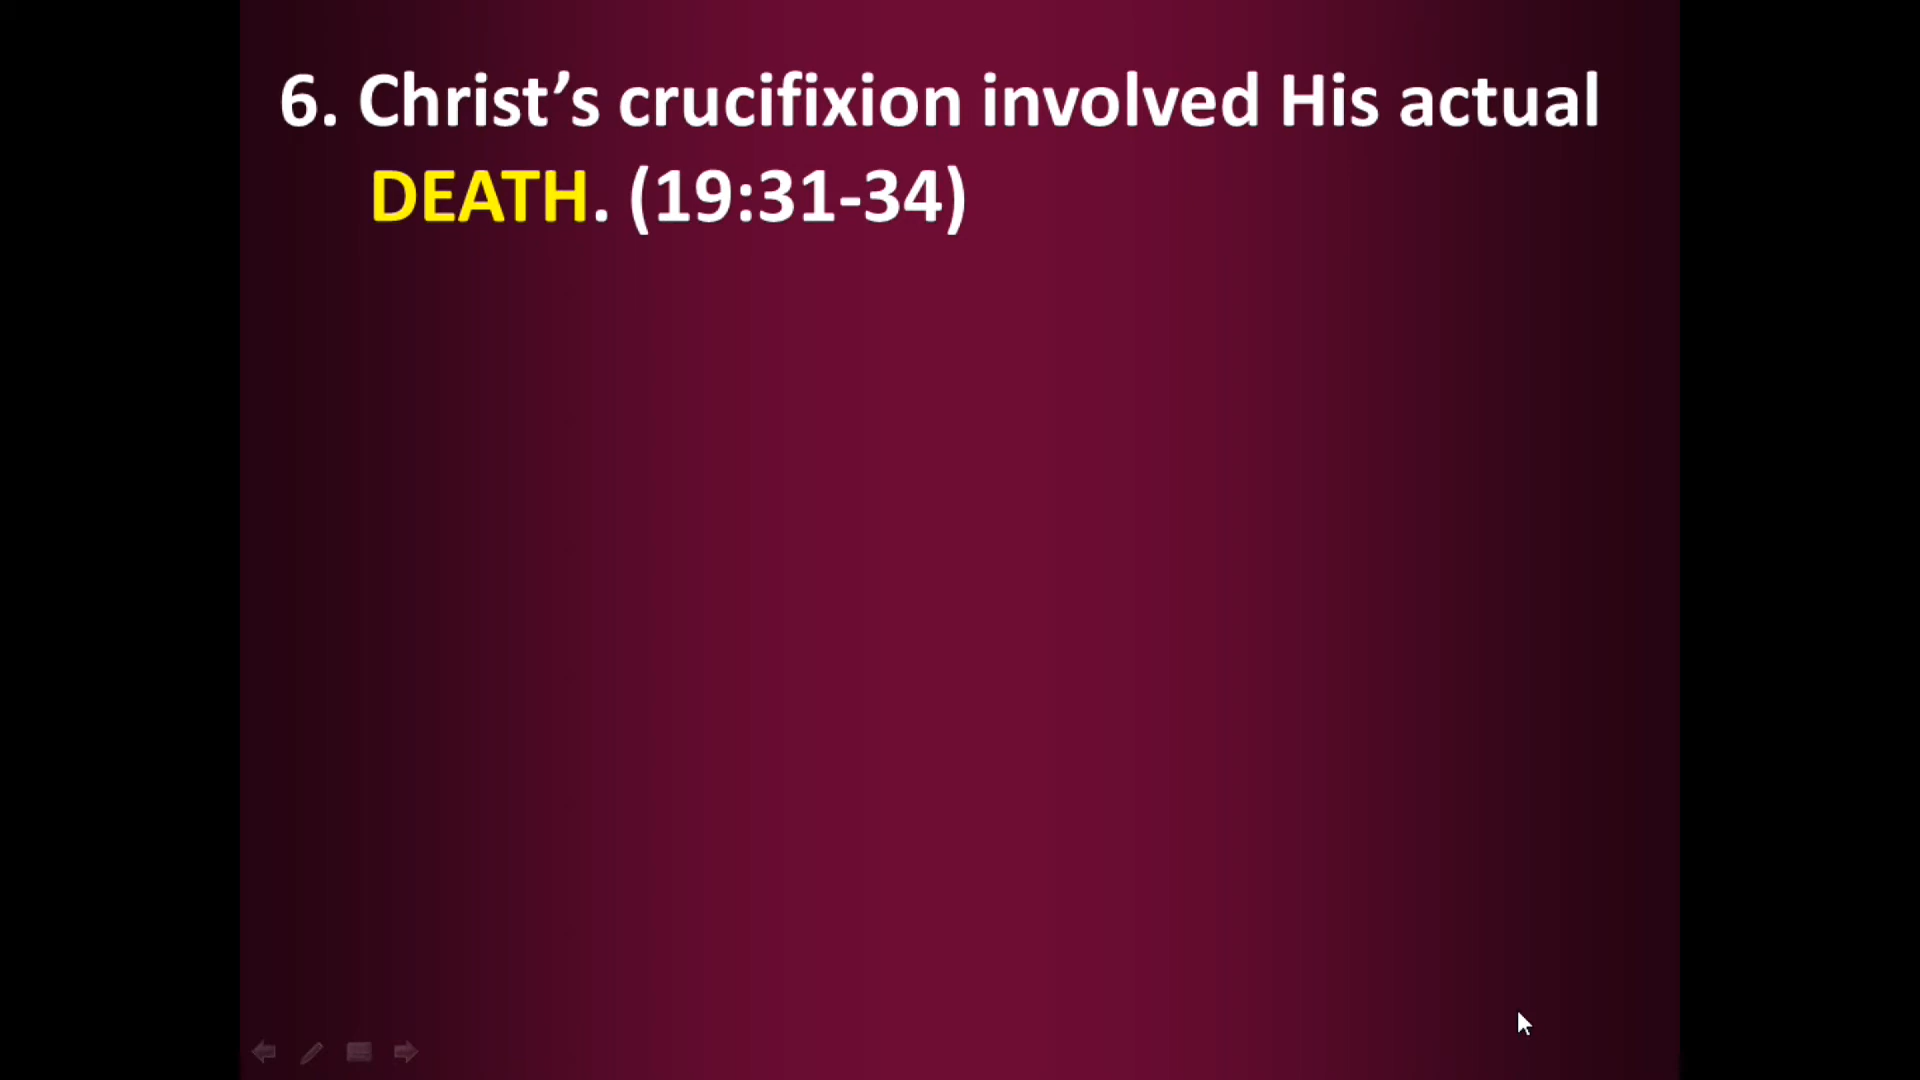 6. Christ’s crucifixion involved His actual
DEATH. (19:31-34)